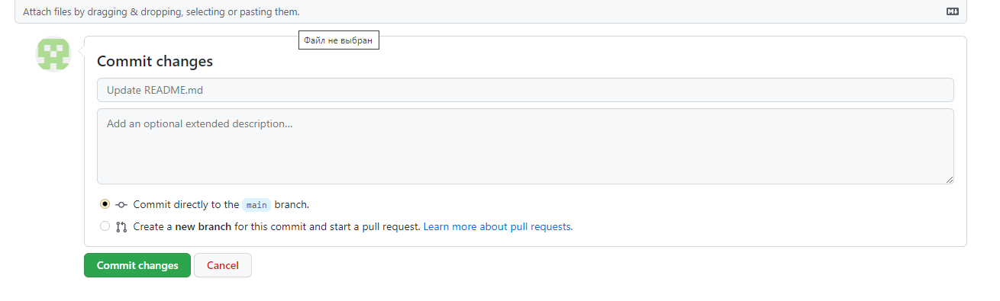 Attach files by dragging & dropping, selecting or pasting them.
Файл не выбран
Commit changes
Update README.md
Add an optional extended description...
Commit directly to the main branch.
Create a new branch for this commit and start a pull request. Learn more about pull requests.
Commit changes
Cancel